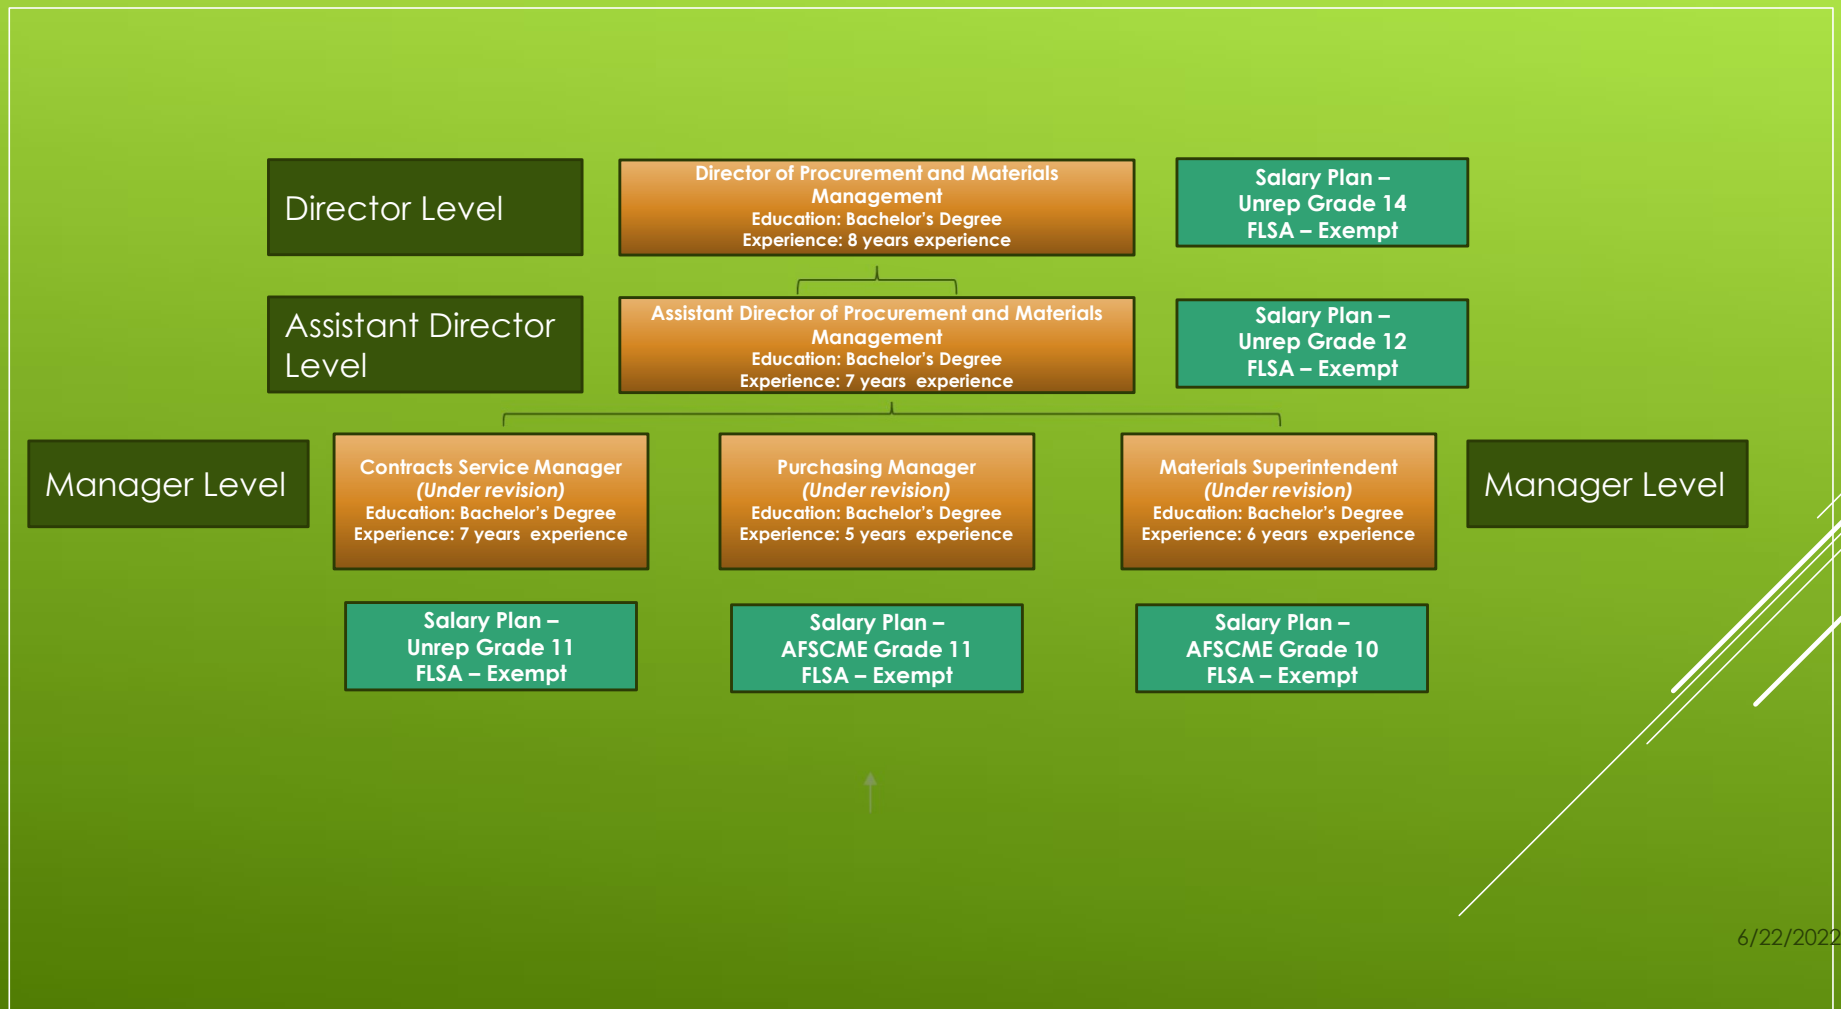 Director Level
Director of Procurement and Materials
Management
Education: Bachelor's Degree
Experience: 8 years experience
Salary Plan –
Unrep Grade 14
FLSA – Exempt
Assistant Director
Level
Assistant Director of Procurement and Materials
Management
Education: Bachelor's Degree
Experience: 7 years  experience
Salary Plan –
Unrep Grade 12
FLSA – Exempt
Manager Level
Contracts Service Manager
(Under revision)
Education: Bachelor's Degree
Experience: 7 years  experience
Purchasing Manager
(Under revision)
Education: Bachelor's Degree
Experience: 5 years  experience
Materials Superintendent
(Under revision)
Education: Bachelor's Degree
Experience: 6 years  experience
Manager Level
Salary Plan –
Unrep Grade 11
FLSA – Exempt
Salary Plan –
AFSCME Grade 11
FLSA – Exempt
Salary Plan –
AFSCME Grade 10
FLSA – Exempt
6/22/2022